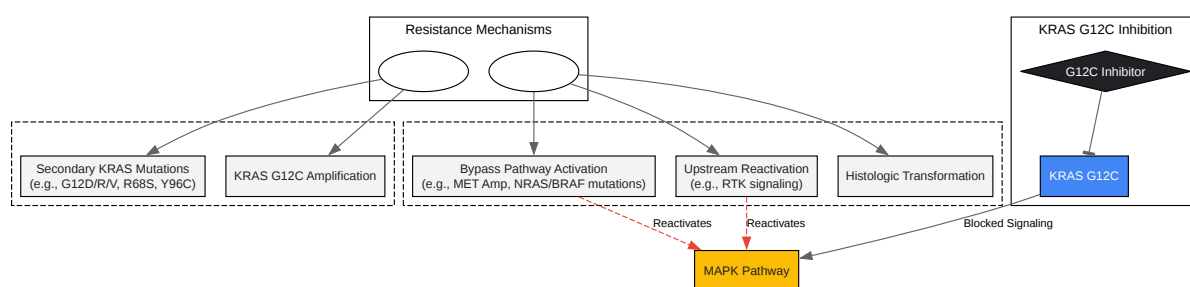 Resistance Mechanisms
KRAS G12C Inhibition
G12C Inhibitor
Secondary KRAS Mutations
(e.g., G12D/R/V, R68S, Y96C)
KRAS G12C Amplification
Bypass Pathway Activation
(e.g., MET Amp, NRAS/BRAF mutations)
Upstream Reactivation
(e.g., RTK signaling)
Histologic Transformation
KRAS G12C
Reactivates
Reactivates
Blocked Signaling
MAPK Pathway